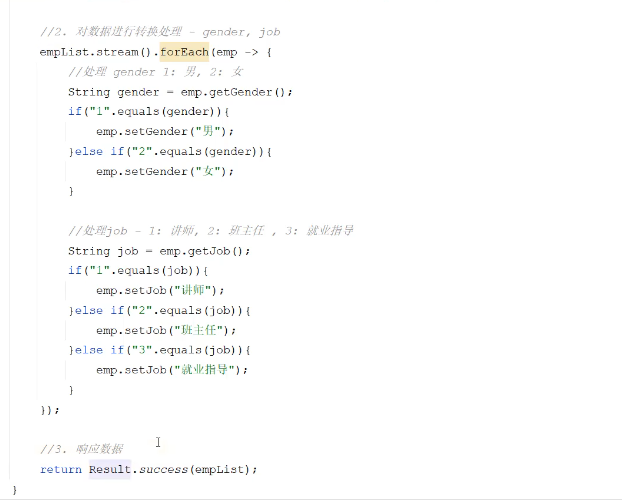 //2. 对数据进行转换处理 - gender, job
empList.stream().forEach(emp -> {
//处理 gender 1: 男, 2: 女
String gender = emp.getGender();
if("1".equals(gender)){
emp.setGender("男");
}else if("2".equals(gender)){
emp.setGender("女");
}
//处理job - 1: 讲师, 2: 班主任 , 3: 就业指导
String job = emp.getJob();
if("1".equals(job)){
emp.setJob("讲师");
}else if("2".equals(job)){
emp.setJob("班主任");
}else if("3".equals(job)){
emp.setJob("就业指导");
}
});
//3. 响应数据
return Result.success(empList);
}